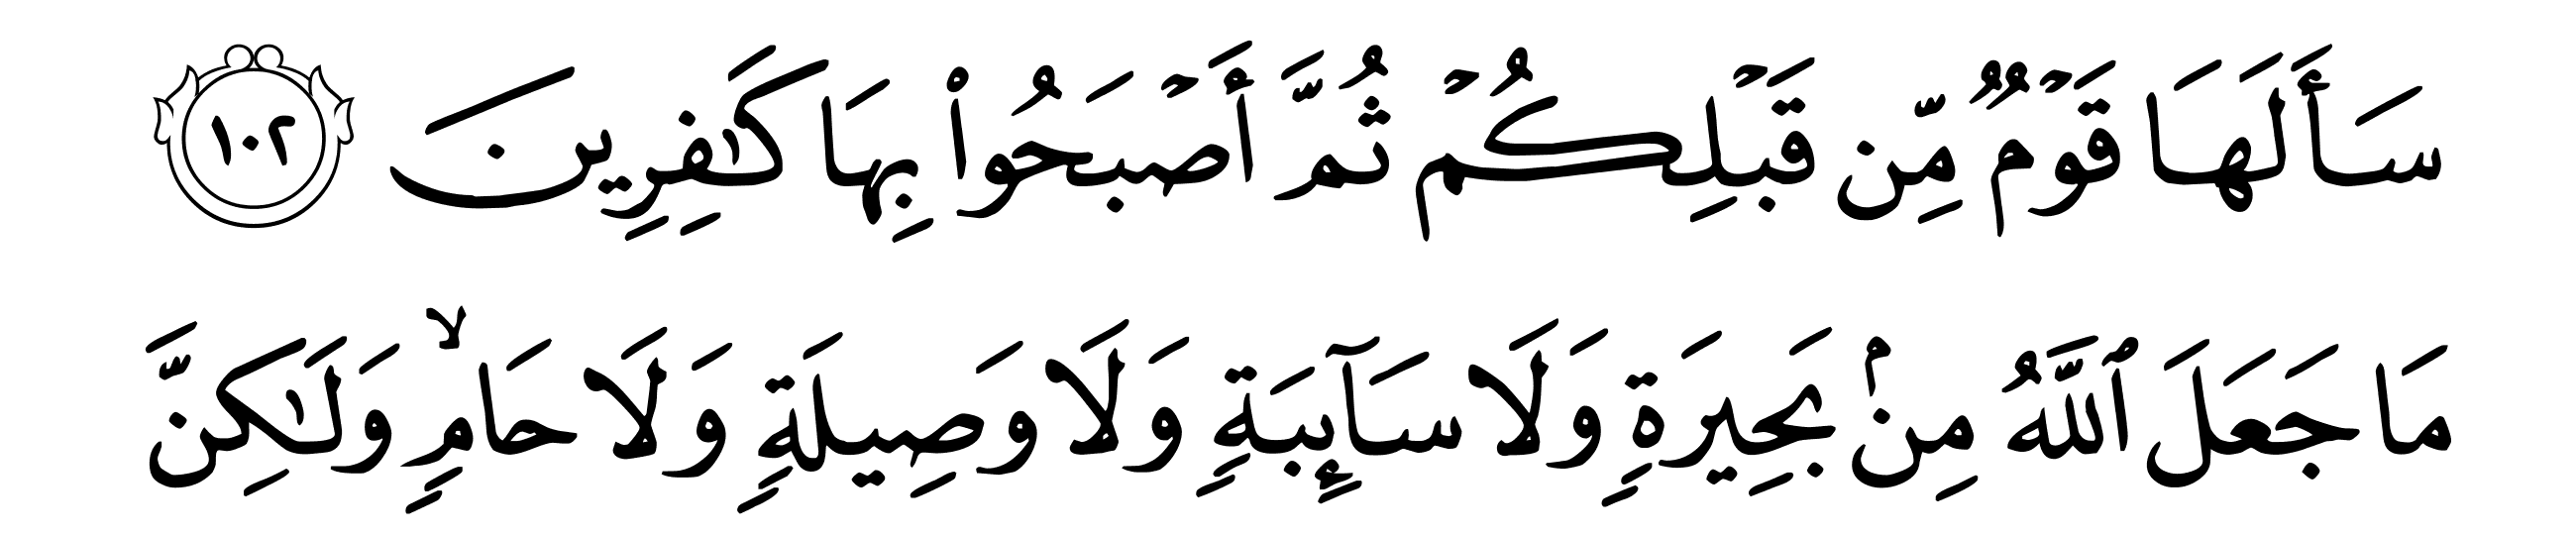 قَدۡ سَأَلَهَا قَوۡمٞ مِّن قَبۡلِكُمۡ ثُمَّ أَصۡبَحُواْ بِهَا كَٰفِرِينَ ١٠٢
مَا جَعَلَ ٱللَّهُ مِنۢ بَحِيرَةٖ وَلَا سَآئِبَةٖ وَلَا وَصِيلَةٖ وَلَا حَامٖ ۙ وَلَٰكِنَّ